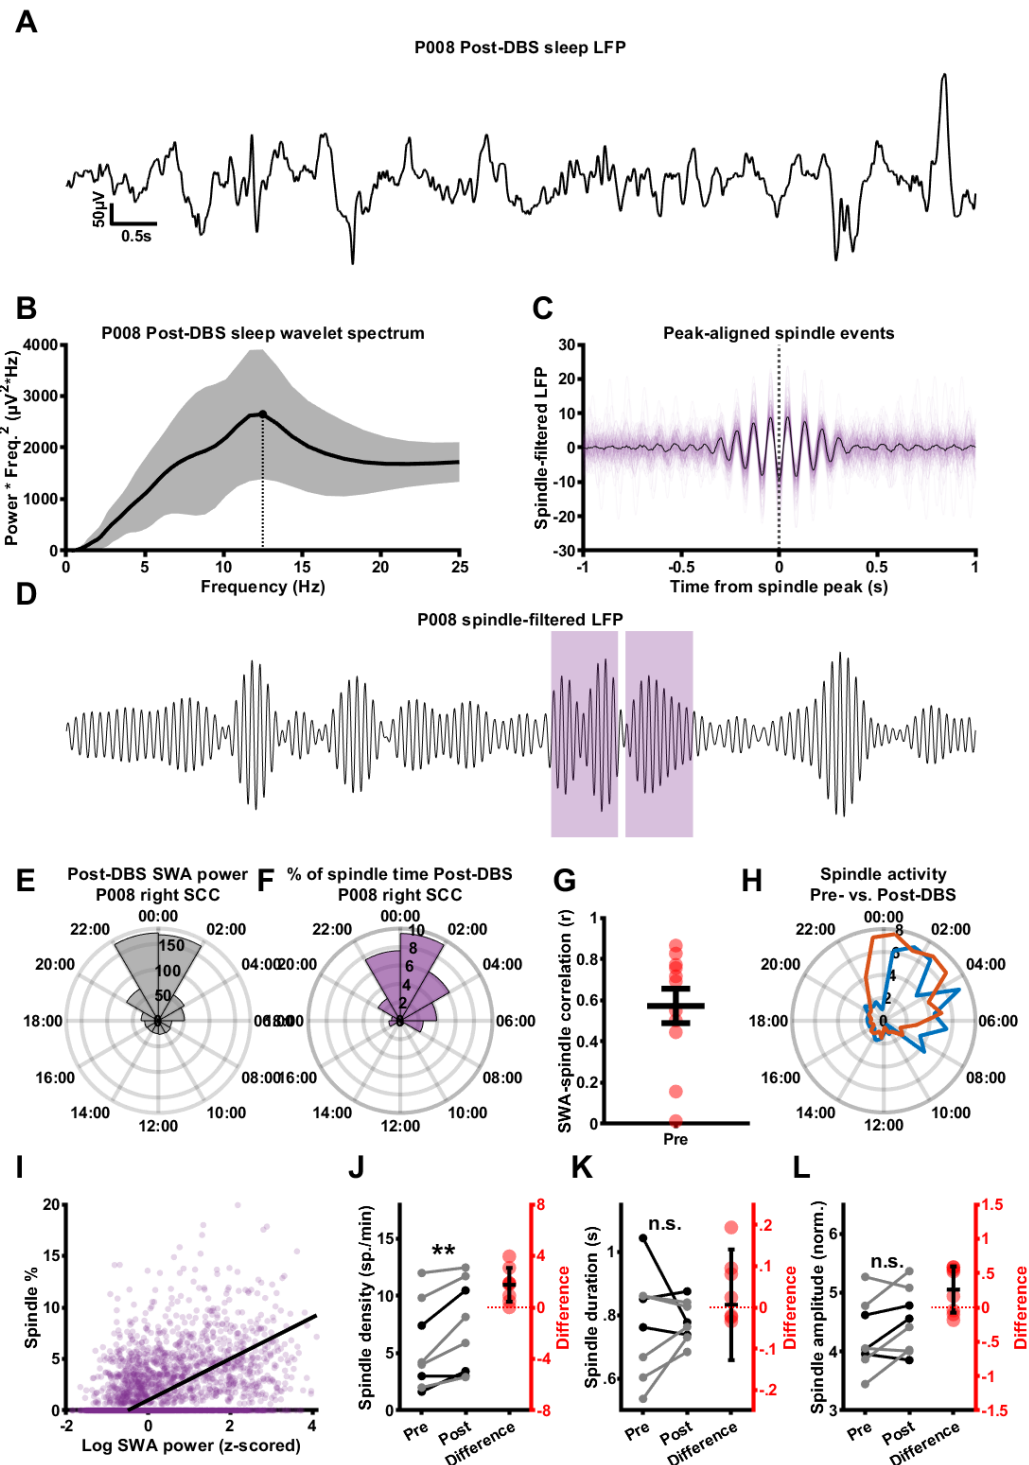 A
P008 Post-DBS sleep LFP
50µV
0.5s
B
P008 Post-DBS sleep wavelet spectrum
Power * Freq.² (µV²*Hz)
4000
3000
2000
1000
0
0 5 10 15 20 25
Frequency (Hz)
C
Peak-aligned spindle events
Spindle-filtered LFP
30
20
10
0
-10
-20
-30
-1 -0.5 0 0.5 1
Time from spindle peak (s)
D
P008 spindle-filtered LFP
E
Post-DBS SWA power
P008 right SCC
00:00
22:00 02:00
20:00 04:00
18:00 06:00
16:00 08:00
14:00 10:00
12:00
150
100
50
0
F
% of spindle time Post-DBS
P008 right SCC
00:00
22:00 02:00
20:00 04:00
18:00 06:00
16:00 08:00
14:00 10:00
12:00
10
8
6
4
2
0
G
WA-spindle correlation (r)
SWA-spindle correlation (r)
1
0.8
0.6
0.4
0.2
0
Pre
H
Spindle activity
Pre- vs. Post-DBS
00:00
22:00 02:00
20:00 04:00
18:00 06:00
16:00 08:00
14:00 10:00
12:00
8
6
4
2
0
I
Spindle %
20
15
10
5
0
-2 0 2 4
Log SWA power (z-scored)
J
Spindle density (sp./min)
15
10
5
0
**
8
4
0
-4
-8
Difference
Pre Post Difference
K
Spindle duration (s)
1
.8
.6
n.s.
.2
.1
0
-.1
-.2
Difference
Pre Post Difference
L
Spindle amplitude (norm.)
6
5
4
3
n.s.
1.5
1
.5
0
-.5
-1
-1.5
Difference
Pre Post Difference